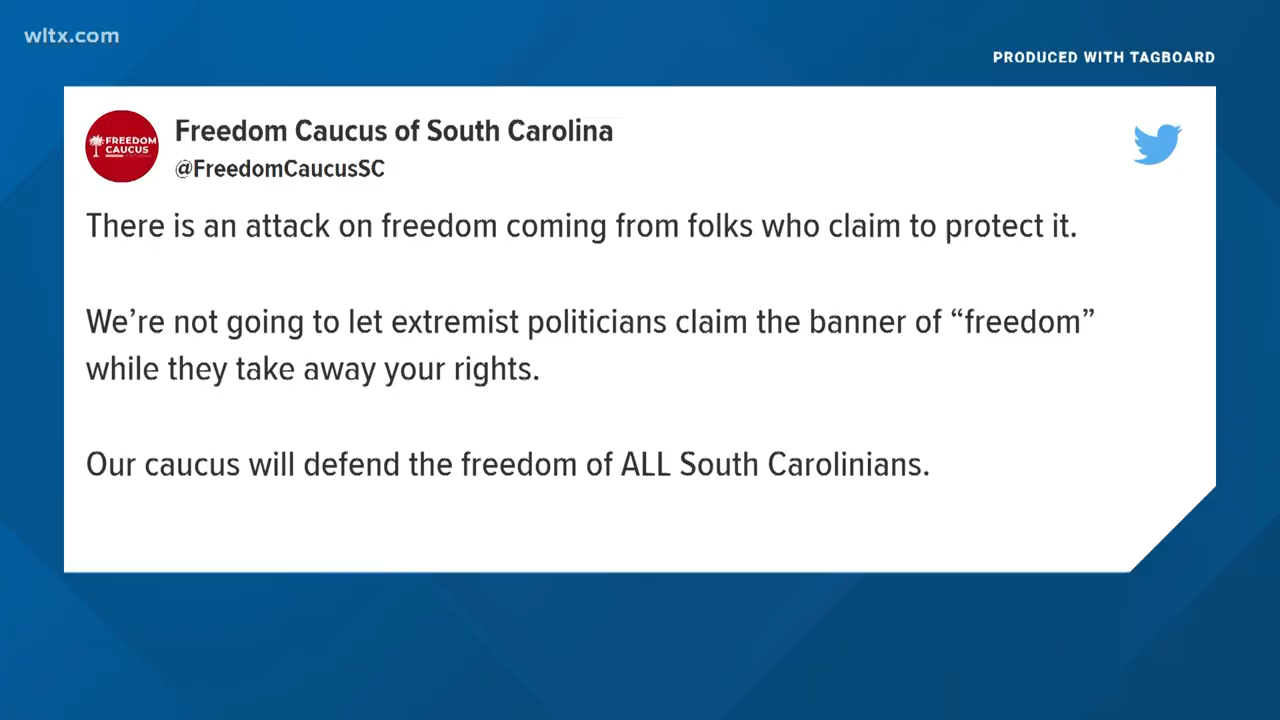 wltx.com
PRODUCED WITH TAGBOARD
FREEDOM
CAUCUS
Freedom Caucus of South Carolina
@FreedomCaucusSC
There is an attack on freedom coming from folks who claim to protect it.
We’re not going to let extremist politicians claim the banner of “freedom”
while they take away your rights.
Our caucus will defend the freedom of ALL South Carolinians.